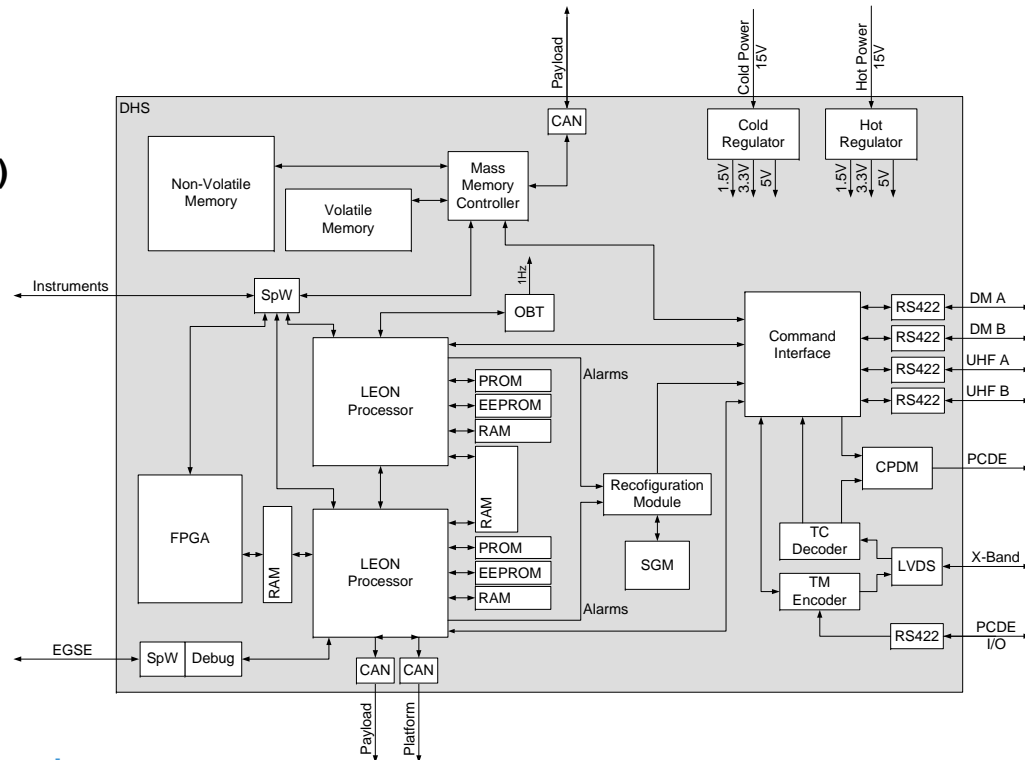 Payload
Cold Power
15V
Hot Power
15V
DHS
CAN
Cold
Regulator
Hot
Regulator
1.5V
3.3V
5V
1.5V
3.3V
5V
)
Non-Volatile
Memory
Volatile
Memory
Mass
Memory
Controller
Instruments
SpW
1Hz
OBT
Command
Interface
RS422
DM A
RS422
DM B
RS422
UHF A
RS422
UHF B
LEON
Processor
Alarms
PROM
EEPROM
RAM
RAM
CPDM
PCDE
Recofiguration
Module
FPGA
RAM
LEON
Processor
PROM
EEPROM
RAM
SGM
TC
Decoder
TM
Encoder
LVDS
X-Band
Alarms
RS422
PCDE
I/O
EGSE
SpW
Debug
CAN
CAN
Payload
Platform